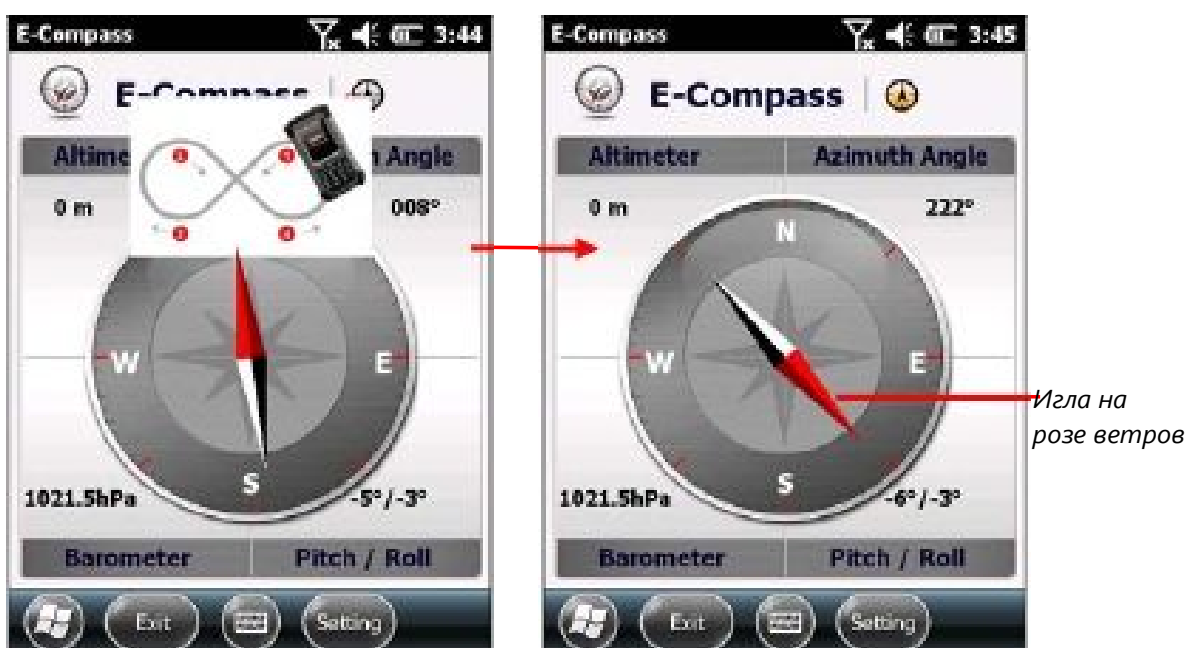 E-Compass 3:44
E-Compass
Altime h Angle
0 m 008°
W E
S
1021.5hPa -5°/-3°
Barometer Pitch / Roll
Exit Setting
E-Compass 3:45
E-Compass
Altimeter Azimuth Angle
0 m 222°
N
W E
S
1021.5hPa -6°/-3°
Barometer Pitch / Roll
Exit Setting
Игла на
розе ветров